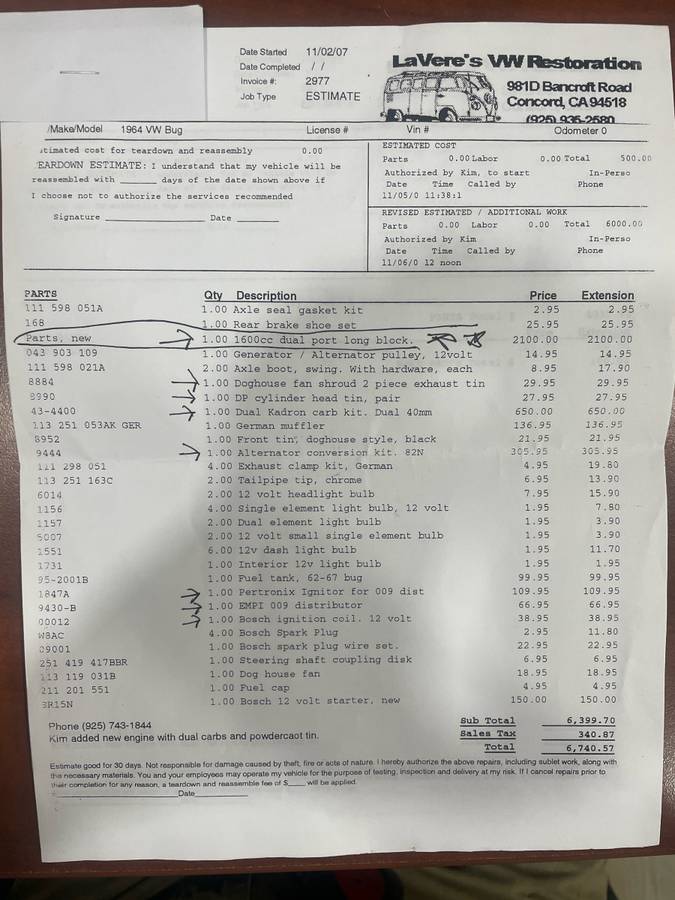 Date Started 11/02/07
Date Completed / /
Invoice #: 2977
Job Type ESTIMATE
LaVere's VW Restoration
981D Bancroft Road
Concord, CA 94518
(925) 935-2580
/Make/Model 1964 VW Bug License # Vin # Odometer 0
timated cost for teardown and reassembly 0.00
EARDOWN ESTIMATE: I understand that my vehicle will be
reassembled with ______ days of the date shown above if
I choose not to authorize the services recommended
Signature ______________ Date ______
ESTIMATED COST
Parts 0.00 Labor 0.00 Total 500.00
Authorized by Kim, to start In-Perso
Date Time Called by Phone
11/05/0 11:38:1
REVISED ESTIMATED / ADDITIONAL WORK
Parts 0.00 Labor 0.00 Total 6000.00
Authorized by Kim In-Perso
Date Time Called by Phone
11/06/0 12 noon
PARTS Qty Description Price Extension
111 598 051A 1.00 Axle seal gasket kit 2.95 2.95
168 1.00 Rear brake shoe set 25.95 25.95
Parts, new 1.00 1600cc dual port long block. 2100.00 2100.00
043 903 109 1.00 Generator / Alternator pulley, 12volt 14.95 14.95
111 598 021A 2.00 Axle boot, swing. With hardware, each 8.95 17.90
8884 1.00 Doghouse fan shroud 2 piece exhaust tin 29.95 29.95
8990 1.00 DP cylinder head tin, pair 27.95 27.95
43-4400 1.00 Dual Kadron carb kit. Dual 40mm 650.00 650.00
113 251 053AK GER 1.00 German muffler 136.95 136.95
8952 1.00 Front tin, doghouse style, black 21.95 21.95
9444 1.00 Alternator conversion kit. 82N 305.95 305.95
111 298 051 4.00 Exhaust clamp kit, German 4.95 19.80
113 251 163C 2.00 Tailpipe tip, chrome 6.95 13.90
6014 2.00 12 volt headlight bulb 7.95 15.90
1156 4.00 Single element light bulb, 12 volt 1.95 7.80
1157 2.00 Dual element light bulb 1.95 3.90
5007 2.00 12 volt small single element bulb 1.95 3.90
1551 6.00 12v dash light bulb 1.95 11.70
1731 1.00 Interior 12v light bulb 1.95 1.95
95-2001B 1.00 Fuel tank, 62-67 bug 99.95 99.95
1847A 1.00 Pertronix Ignitor for 009 dist 109.95 109.95
9430-B 1.00 EMPI 009 distributor 66.95 66.95
00012 1.00 Bosch ignition coil. 12 volt 38.95 38.95
W8AC 4.00 Bosch Spark Plug 2.95 11.80
09001 1.00 Bosch spark plug wire set. 22.95 22.95
251 419 417BBR 1.00 Steering shaft coupling disk 6.95 6.95
113 119 031B 1.00 Dog house fan 18.95 18.95
211 201 551 1.00 Fuel cap 4.95 4.95
SR15N 1.00 Bosch 12 volt starter, new 150.00 150.00
Phone (925) 743-1844
Kim added new engine with dual carbs and powdercaot tin.
Sub Total 6,399.70
Sales Tax 340.87
Total 6,740.57
Estimate good for 30 days. Not responsible for damage caused by theft, fire or acts of nature. I hereby authorize the above repairs, including sublet work, along with
the necessary materials. You and your employees may operate my vehicle for the purpose of testing, inspection and delivery at my risk. If I cancel repairs prior to
their completion for any reason, a teardown and reassemble fee of $____ will be applied.
____________________Date__________